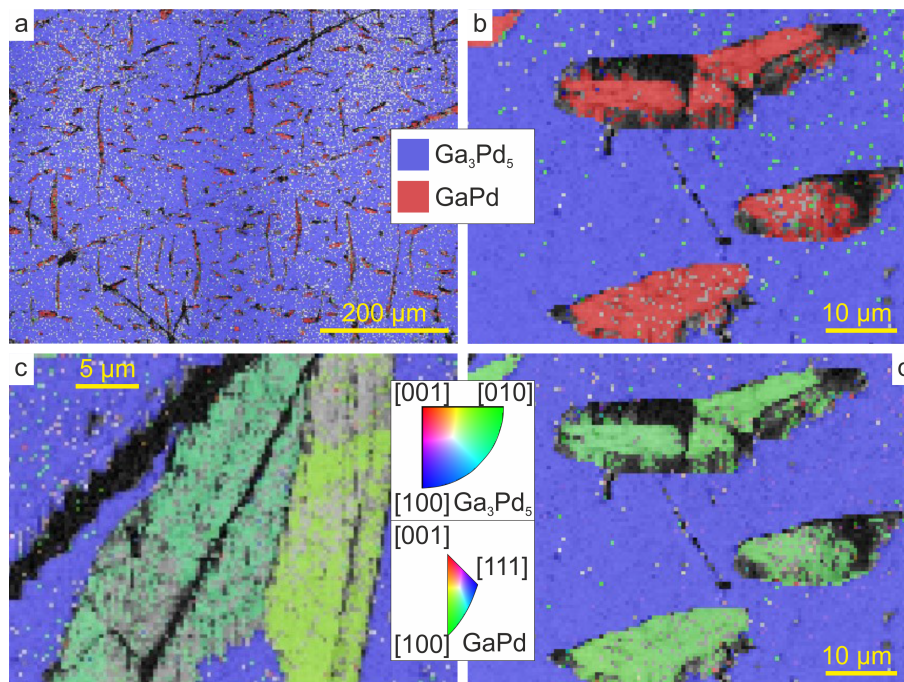 a
b
Ga₃Pd₅
GaPd
200 µm
10 µm
c
5 µm
[001] [010]
[100] Ga₃Pd₅
[001]
[111]
[100] GaPd
10 µm